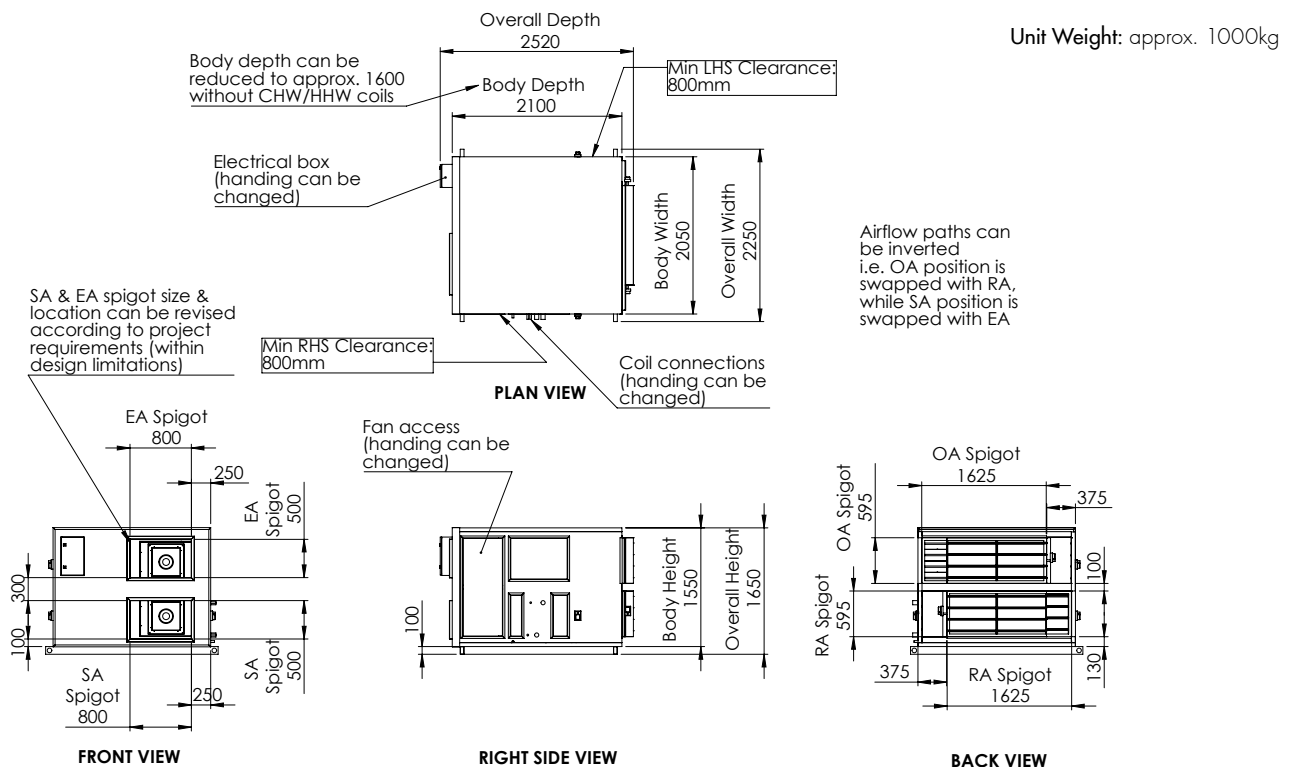 Unit Weight: approx. 1000kg
Overall Depth
2520
Body depth can be
reduced to approx. 1600
without CHW/HHW coils
Body Depth
2100
Min LHS Clearance:
800mm
Electrical box
(handing can be
changed)
Body Width
2050
Overall Width
2250
Airflow paths can
be inverted
i.e. OA position is
swapped with RA,
while SA position is
swapped with EA
SA & EA spigot size &
location can be revised
according to project
requirements (within
design limitations)
Min RHS Clearance:
800mm
Coil connections
(handing can be
changed)
PLAN VIEW
EA Spigot
800
250
EA
Spigot
500
300
100
SA
Spigot
500
SA
Spigot
800
250
FRONT VIEW
Fan access
(handing can be
changed)
100
Body Height
1550
Overall Height
1650
RIGHT SIDE VIEW
OA Spigot
1625
375
OA Spigot
595
100
RA Spigot
595
130
375
RA Spigot
1625
BACK VIEW